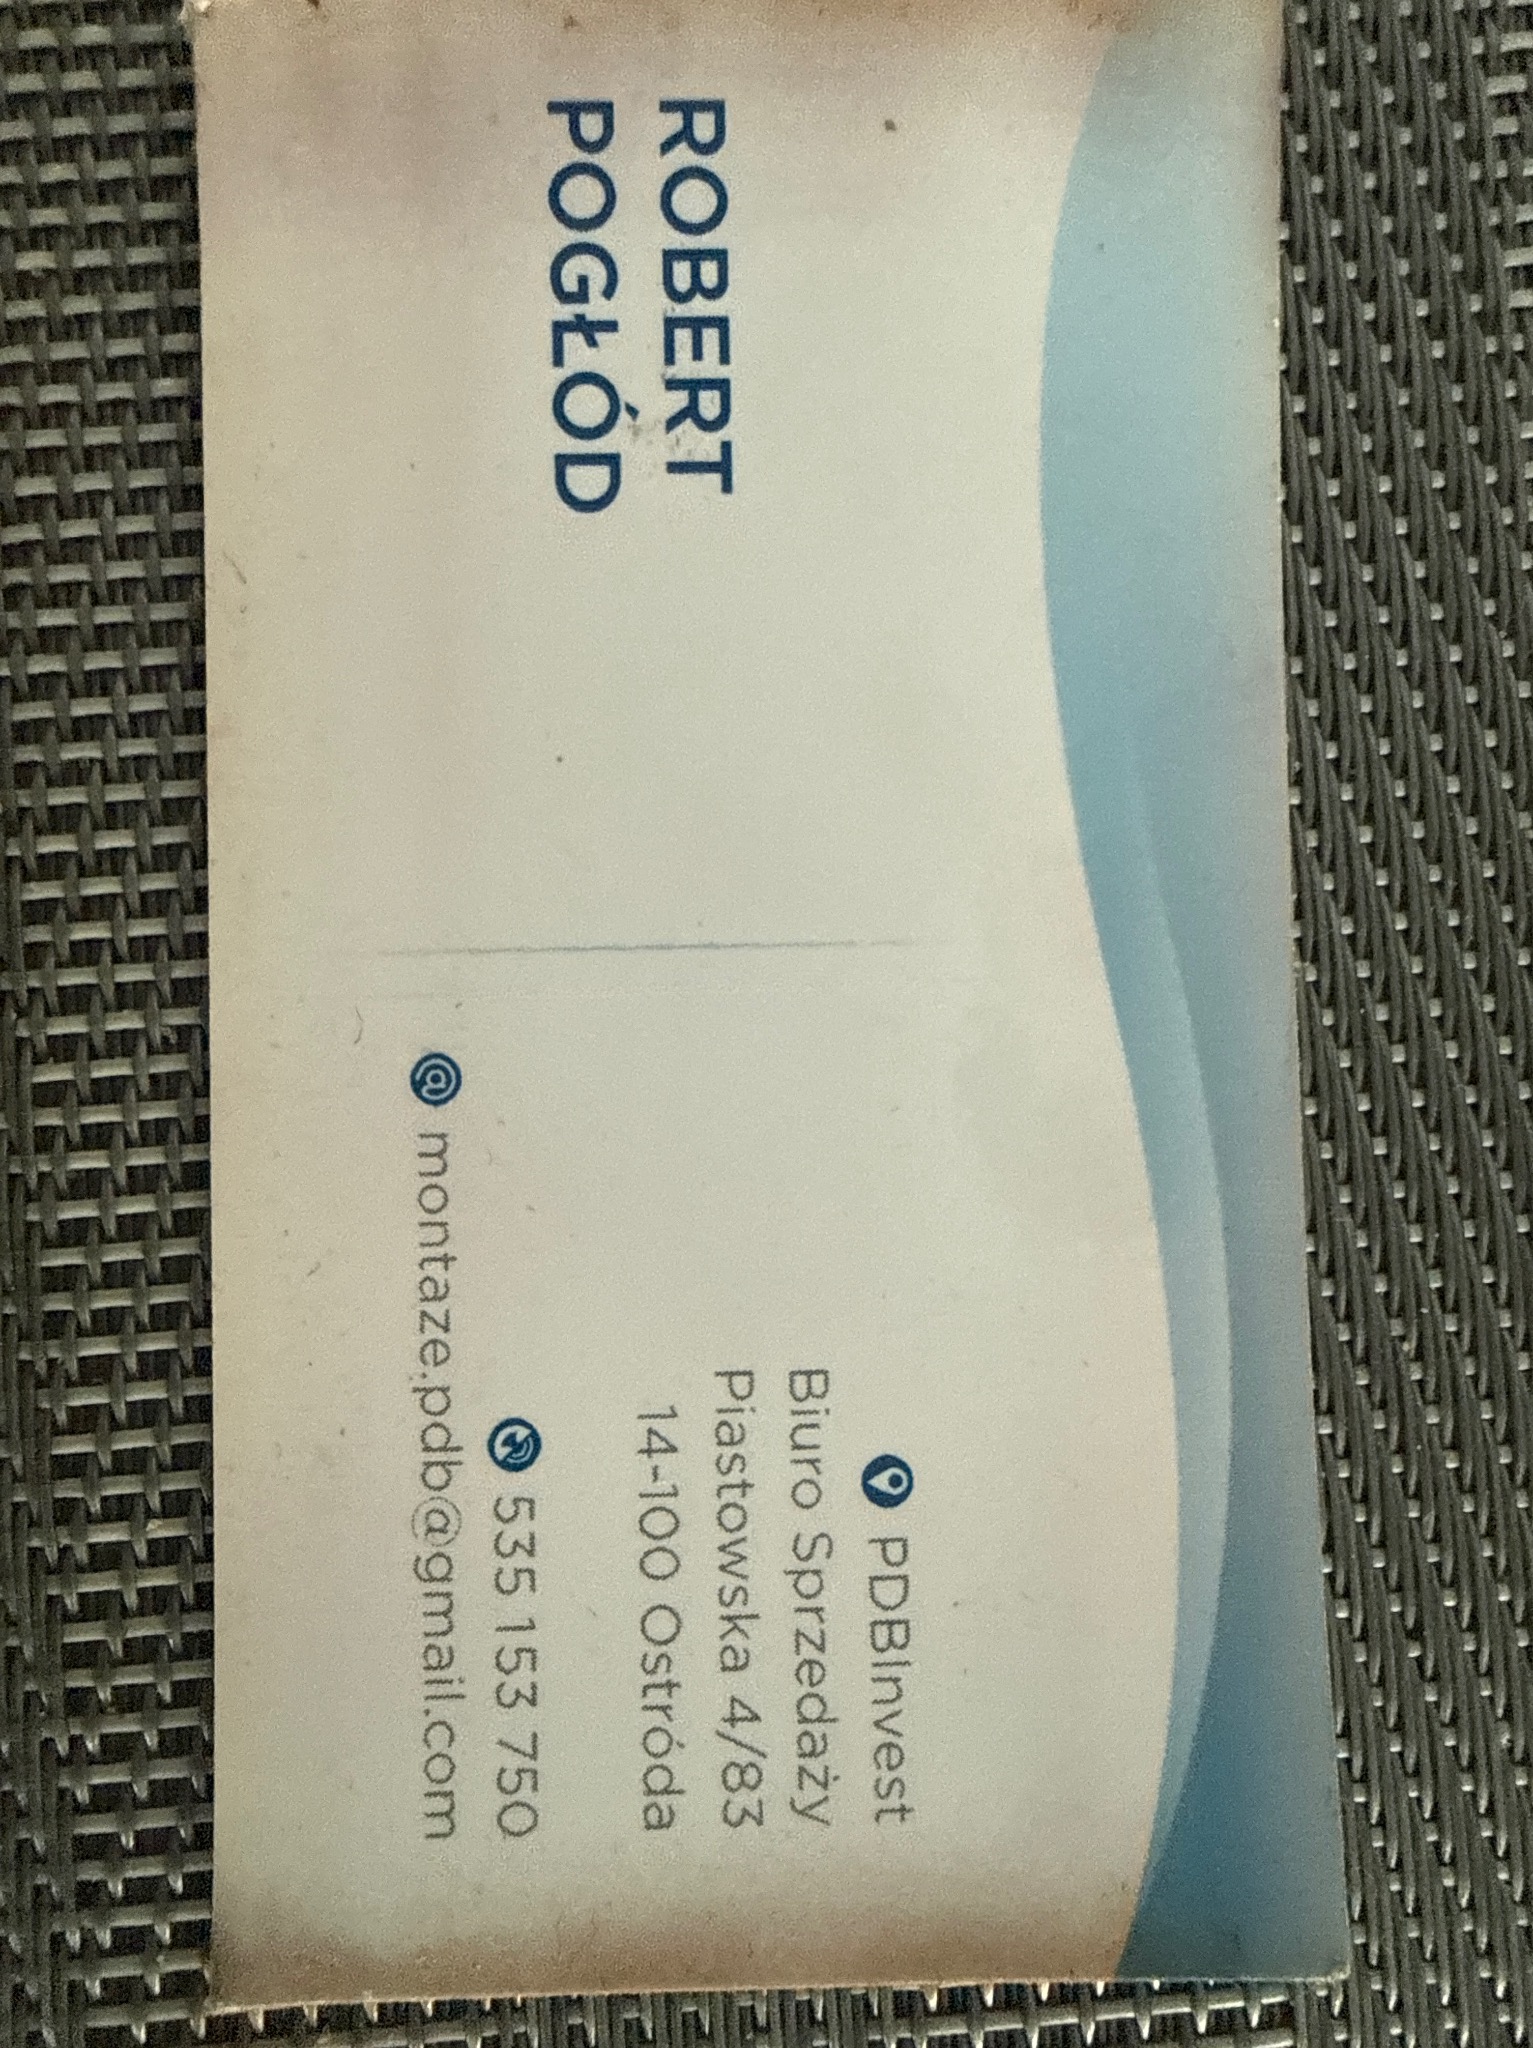 ROBERT
POGŁÓD
PDBInvest
Biuro Sprzedaży
Piastowska 4/83
14-100 Ostróda
535 153 750
@ montaze.pdb@gmail.com